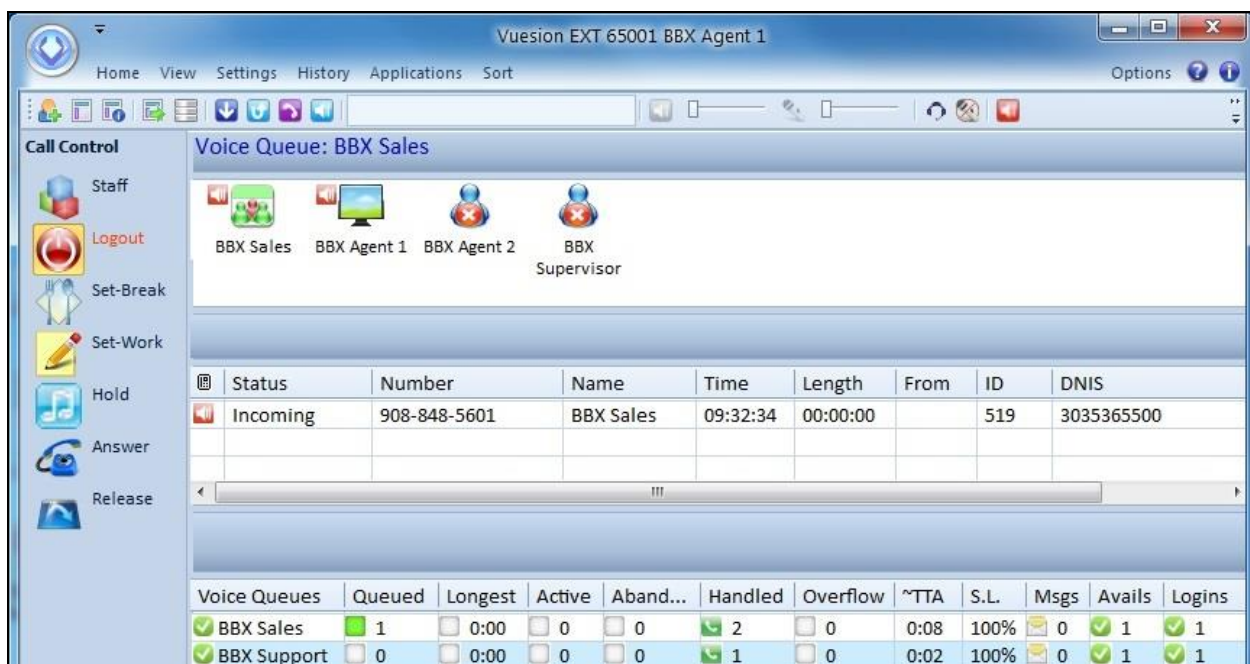 Vuesion EXT 65001 BBX Agent 1
Home View Settings History Applications Sort Options
Call Control
Voice Queue: BBX Sales
Staff
Logout
Set-Break
Set-Work
Hold
Answer
Release
BBX Sales BBX Agent 1 BBX Agent 2 BBX
Supervisor
Status Number Name Time Length From ID DNIS
Incoming 908-848-5601 BBX Sales 09:32:34 00:00:00 519 3035365500
Voice Queues Queued Longest Active Aband... Handled Overflow ~TTA S.L. Msgs Avails Logins
BBX Sales 1 0:00 0 0 2 0 0:08 100% 0 1 1
BBX Support 0 0:00 0 0 1 0 0:02 100% 0 1 1